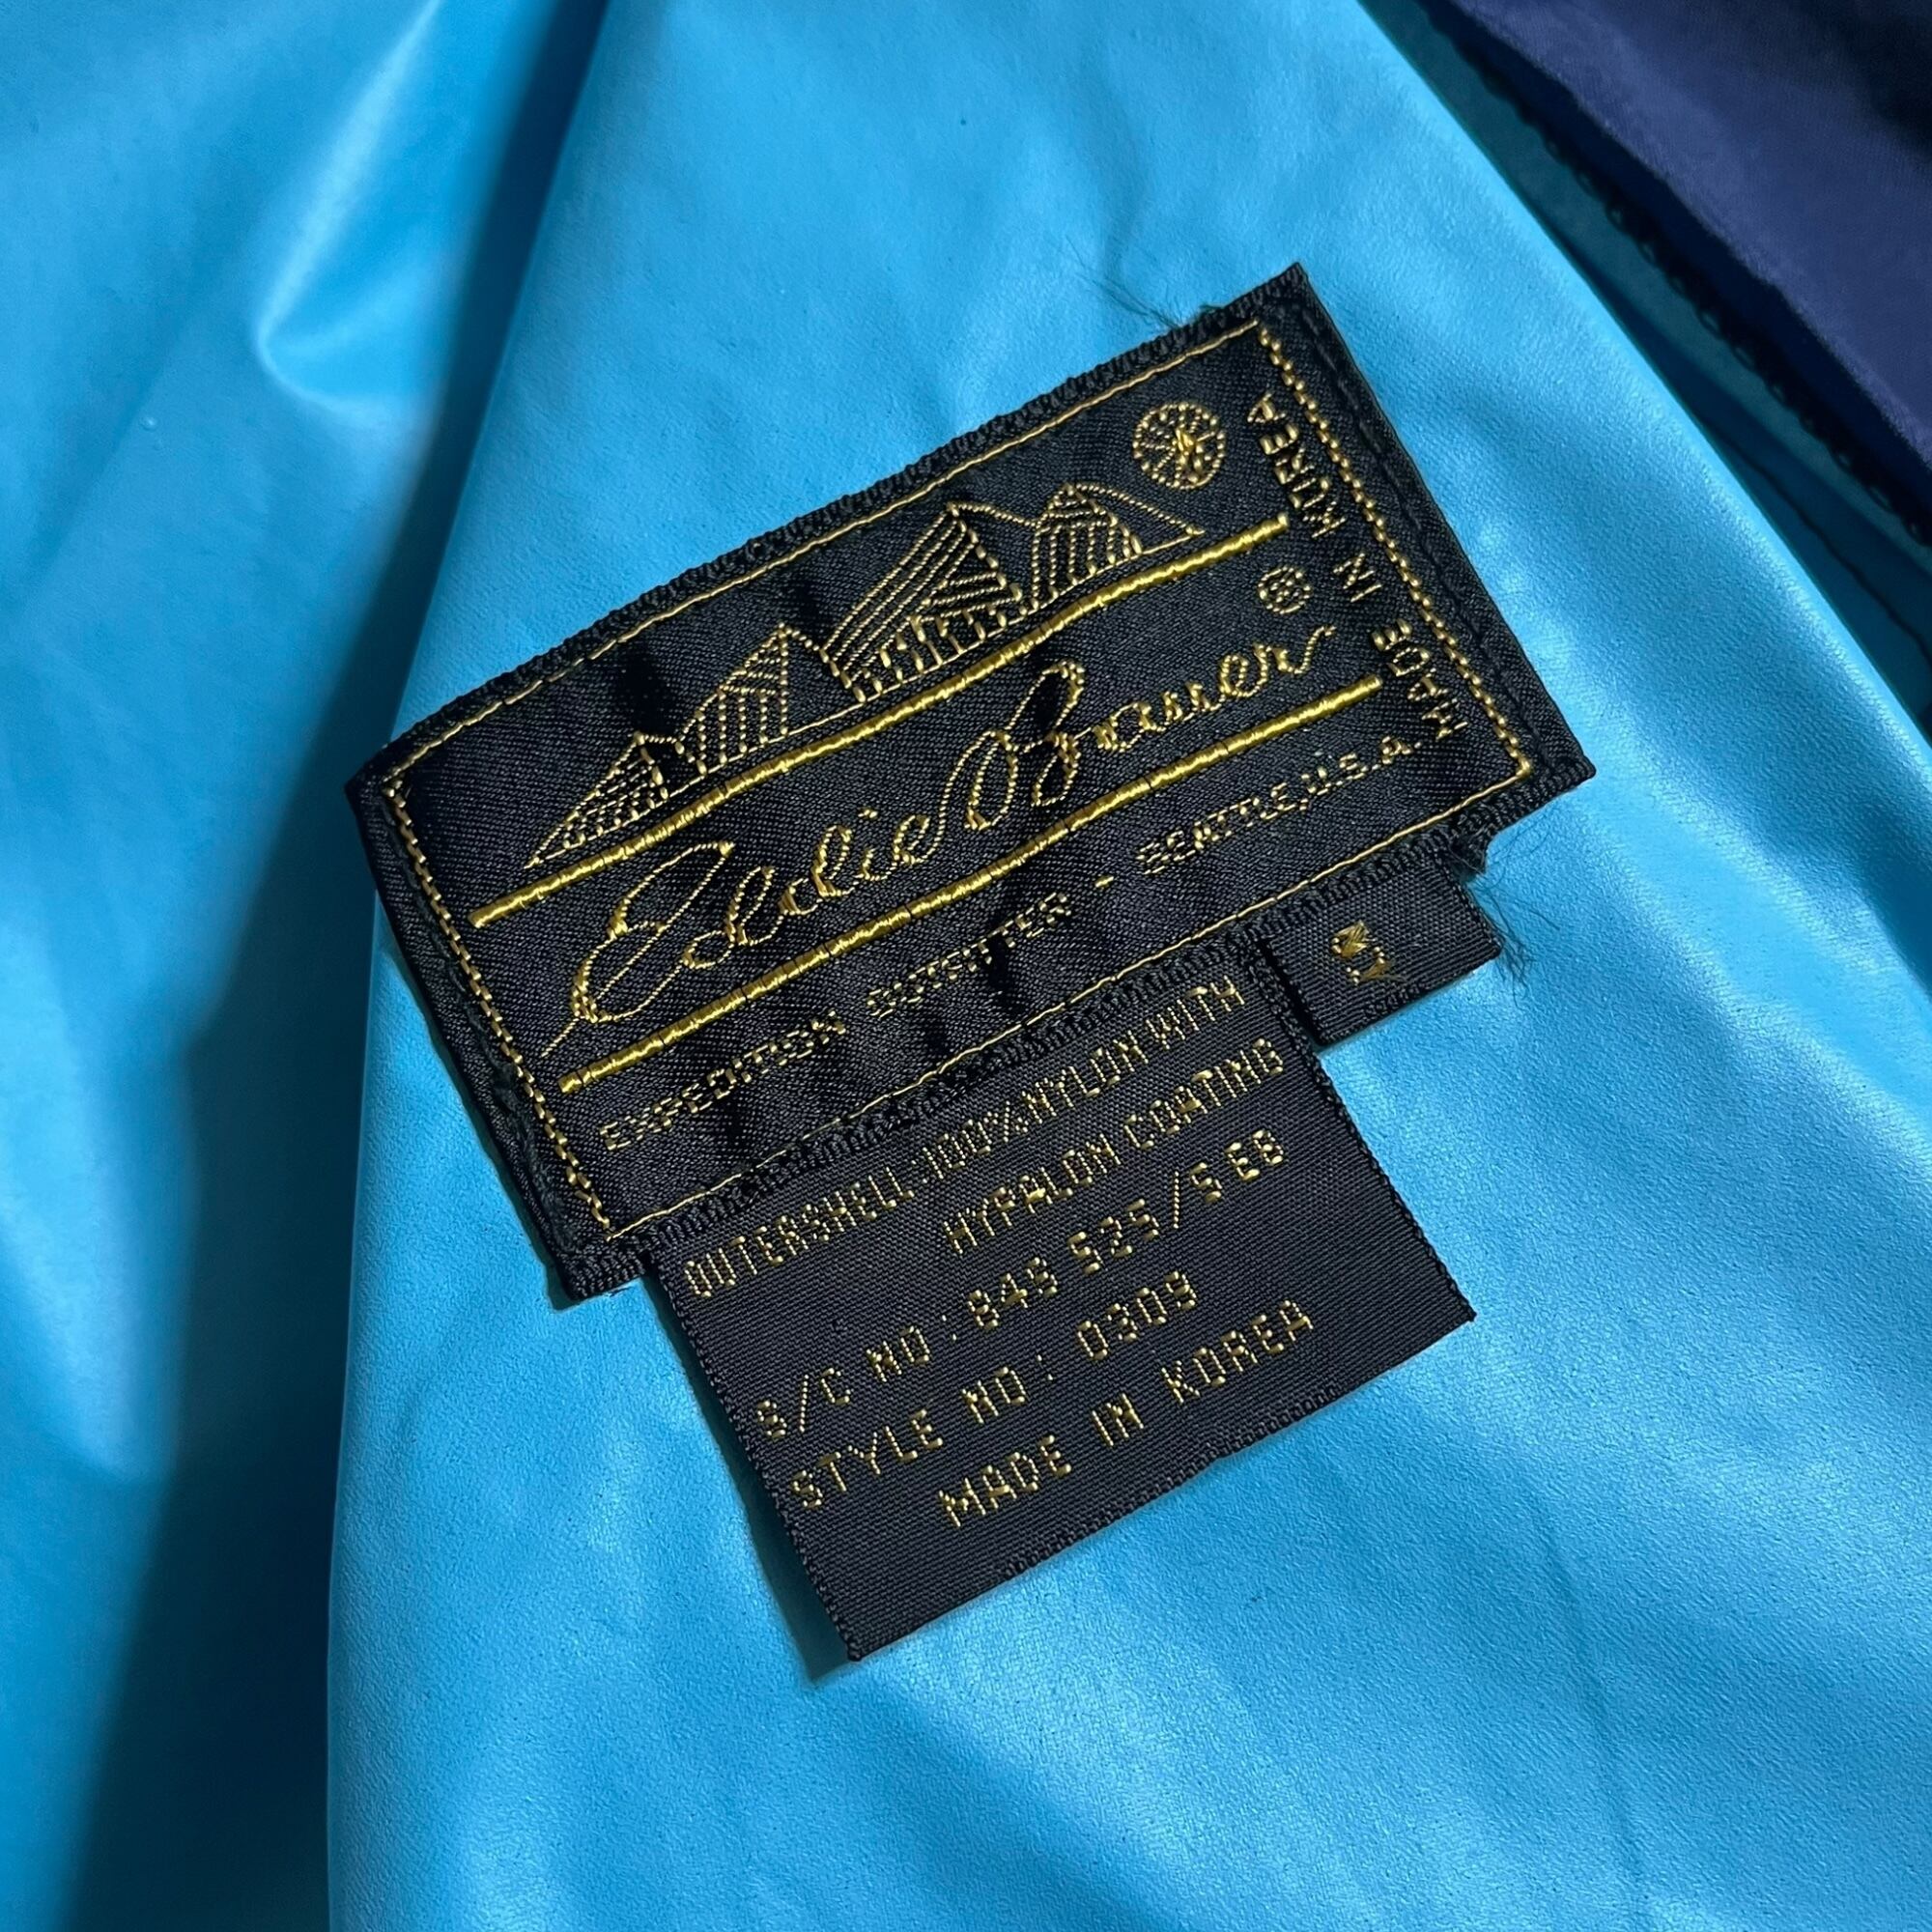 Eddie Bauer®
EXPEDITION OUTFITTER - SEATTLE, U.S.A.
MADE IN KOREA
M
OUTERSHELL:100% NYLON WITH
HYPALON COATING
S/C NO: 846 525/5 E8
STYLE NO: 0309
MADE IN KOREA